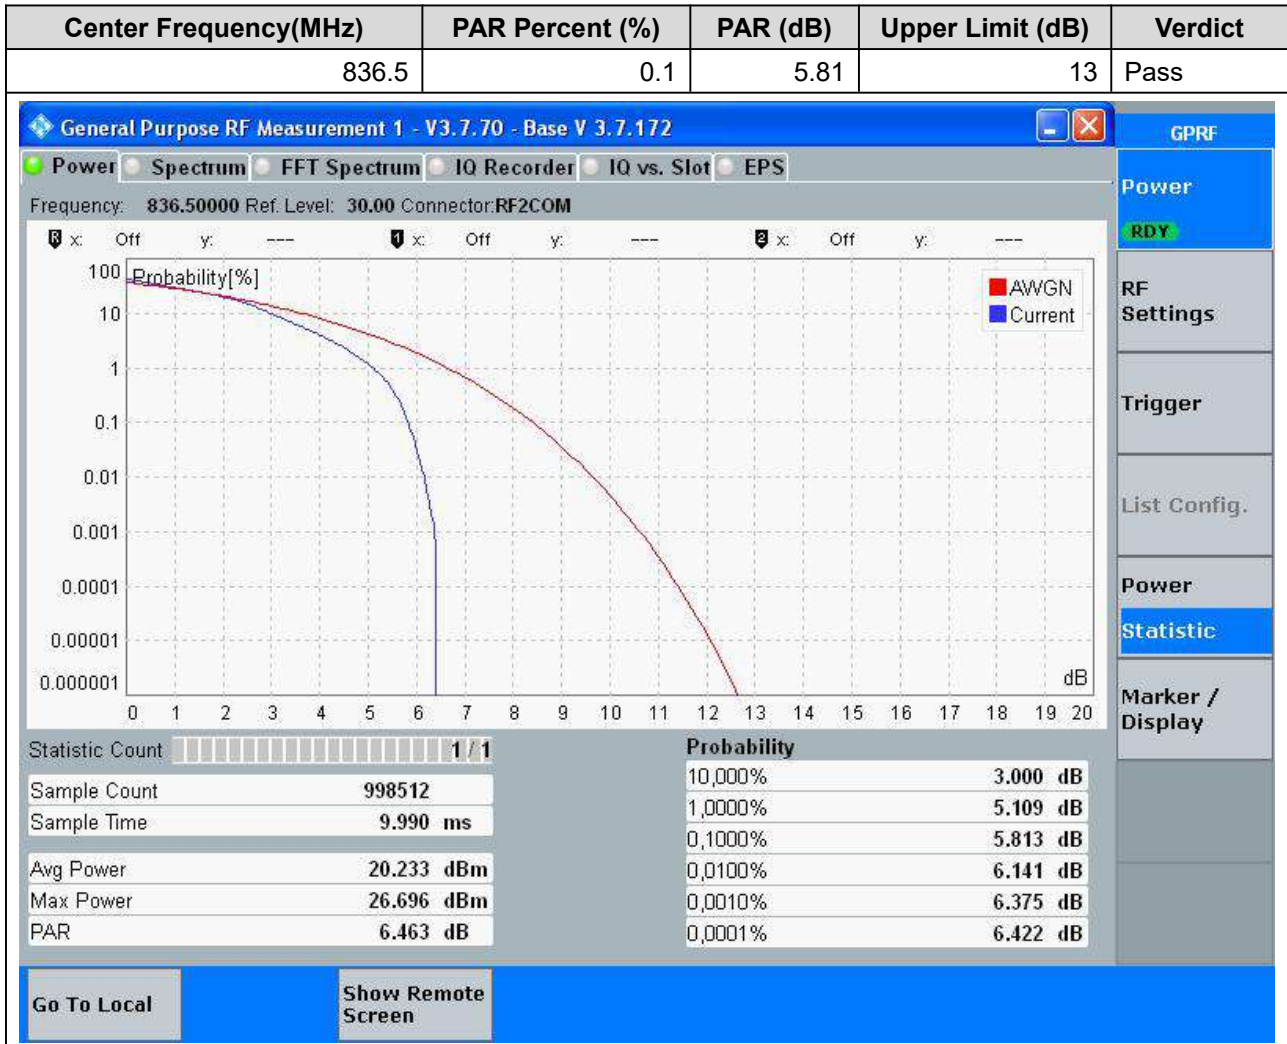 Center Frequency(MHz) PAR Percent (%) PAR (dB) Upper Limit (dB) Verdict
836.5 0.1 5.81 13 Pass
General Purpose RF Measurement 1 - V3.7.70 - Base V 3.7.172
GPRF
Power Spectrum FFT Spectrum IQ Recorder IQ vs. Slot EPS
Power
RDY
Frequency: 836.50000 Ref. Level: 30.00 Connector:RF2COM
R x: Off y: --- 1 x: Off y: --- 2 x: Off y: ---
100 Probability[%]
AWGN
Current
10
1
0.1
0.01
0.001
0.0001
0.00001
0.000001
dB
0 1 2 3 4 5 6 7 8 9 10 11 12 13 14 15 16 17 18 19 20
RF
Settings
Trigger
List Config.
Power
Statistic
Marker /
Display
Statistic Count 1 / 1
Sample Count 998512
Sample Time 9.990 ms
Avg Power 20.233 dBm
Max Power 26.696 dBm
PAR 6.463 dB
Probability
10,000% 3.000 dB
1,0000% 5.109 dB
0,1000% 5.813 dB
0,0100% 6.141 dB
0,0010% 6.375 dB
0,0001% 6.422 dB
Go To Local
Show Remote
Screen